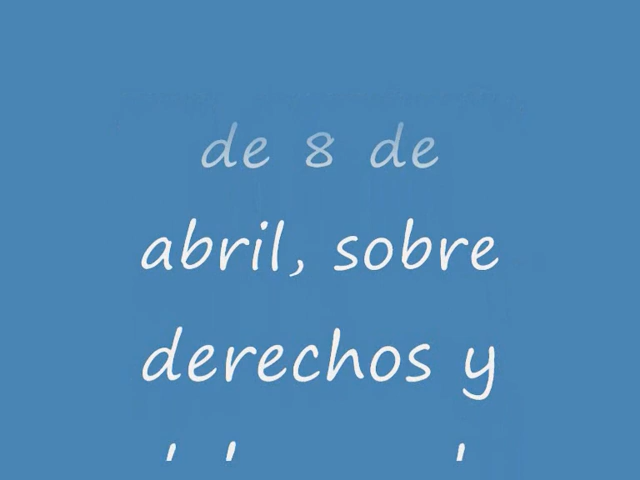 de 8 de
abril, sobre
derechos y